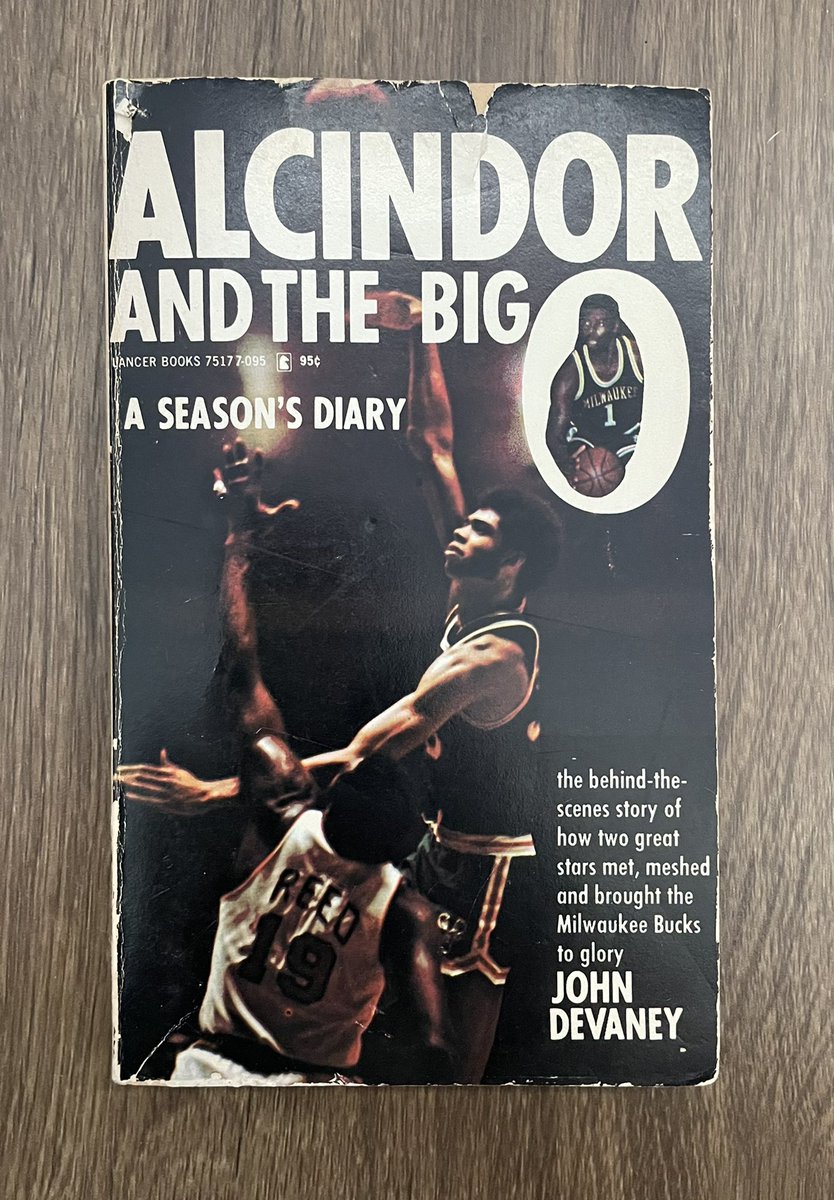 ALCINDOR
AND THE BIG O
LANCER BOOKS 75177-095 95¢
A SEASON'S DIARY
MILWAUKEE
1
REED
19
the behind-the-
scenes story of
how two great
stars met, meshed
and brought the
Milwaukee Bucks
to glory
JOHN
DEVANEY